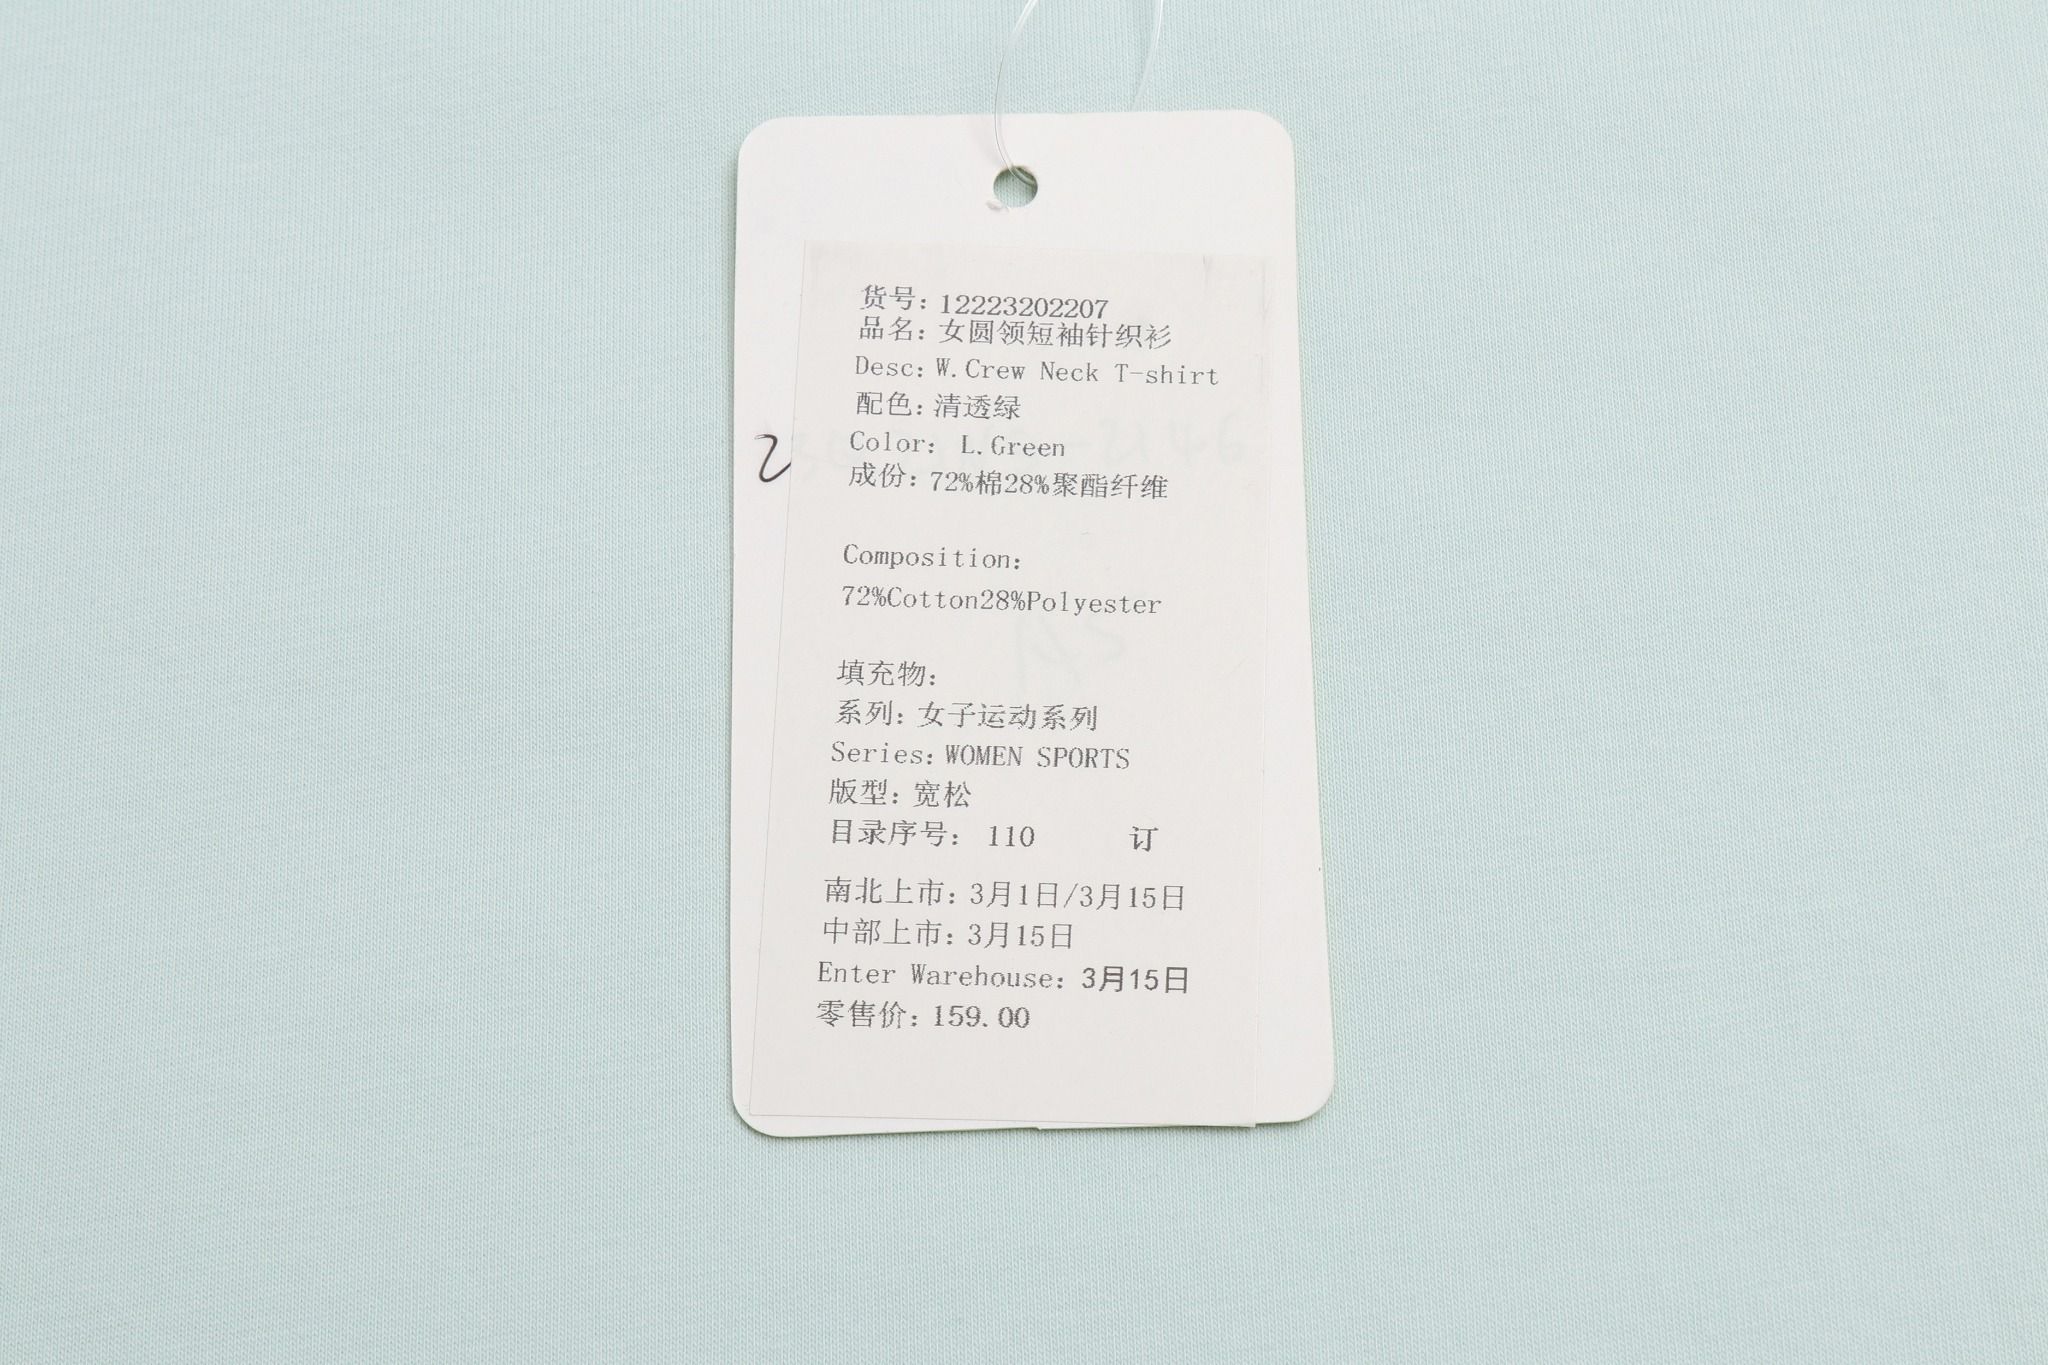 货号: 12223202207
品名: 女圆领短袖针织衫
Desc: W.Crew Neck T-shirt
配色: 清透绿
Color: L.Green
成份: 72%棉28%聚酯纤维
Composition:
72%Cotton28%Polyester
填充物:
系列: 女子运动系列
Series: WOMEN SPORTS
版型: 宽松
目录序号: 110 订
南北上市: 3月1日/3月15日
中部上市: 3月15日
Enter Warehouse: 3月15日
零售价: 159.00